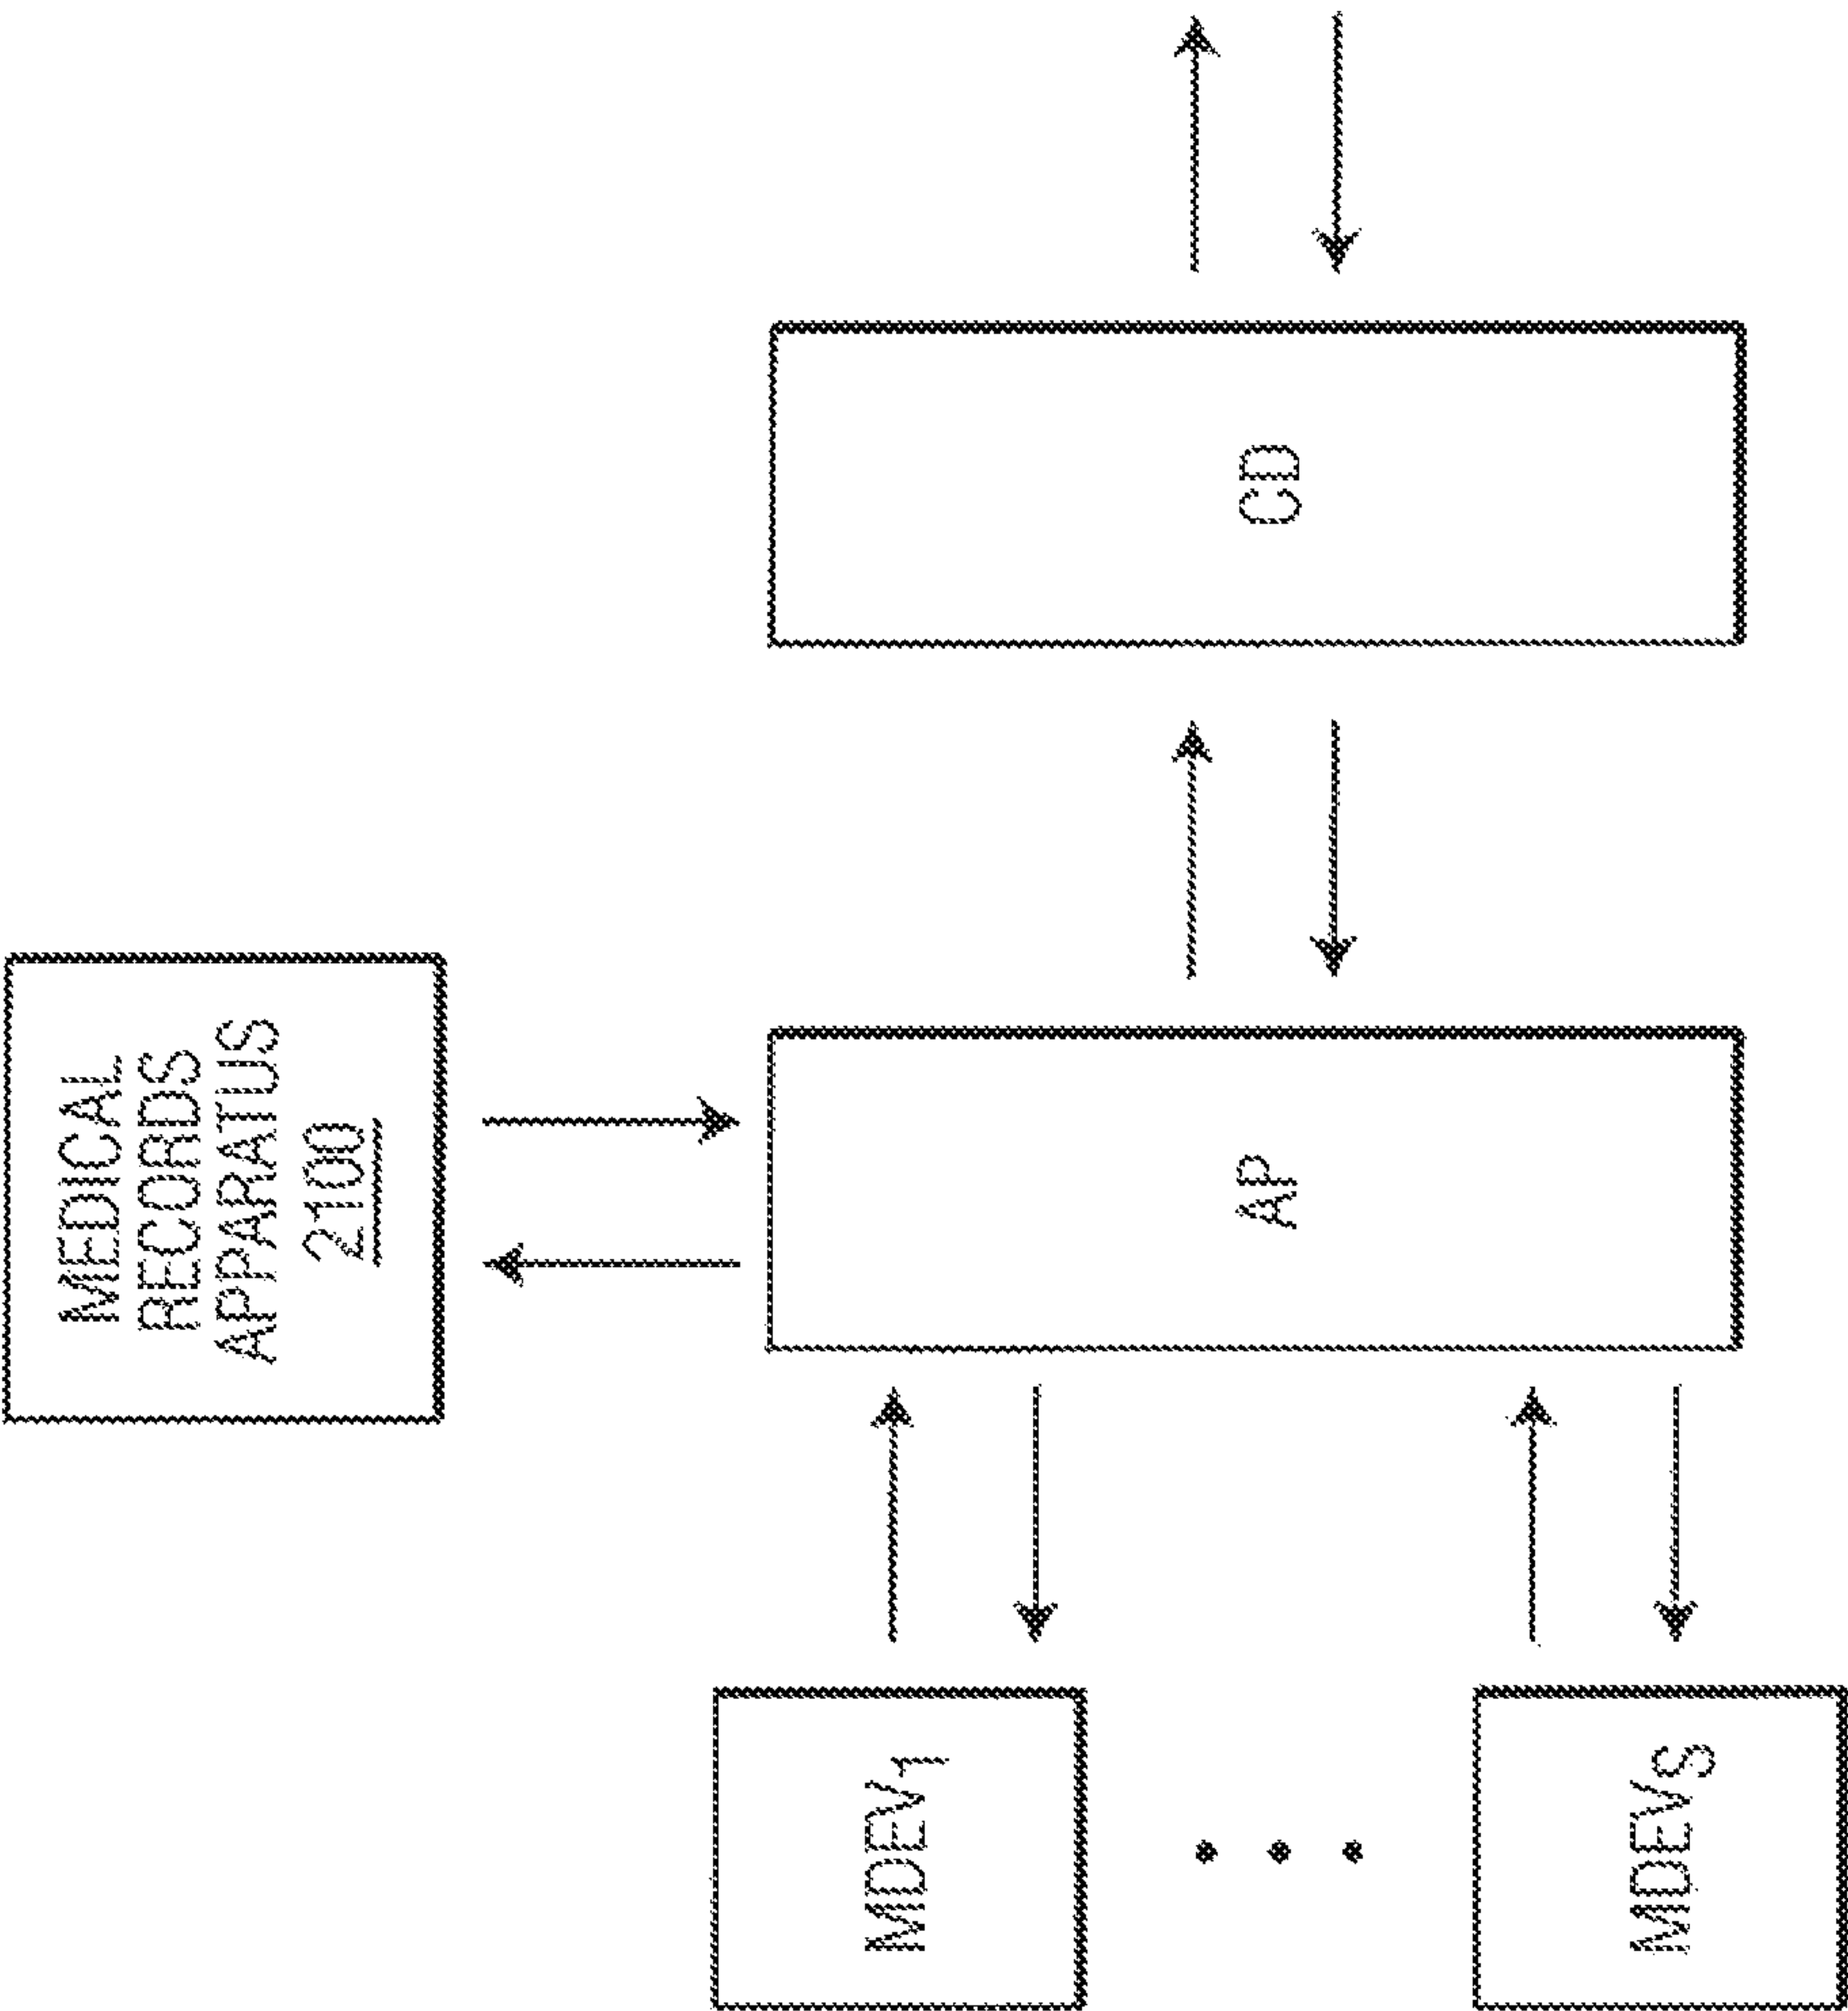 MEDICAL
RECORDS
APPARATUS
2100
MDEV1
AP
CD
MDEVS